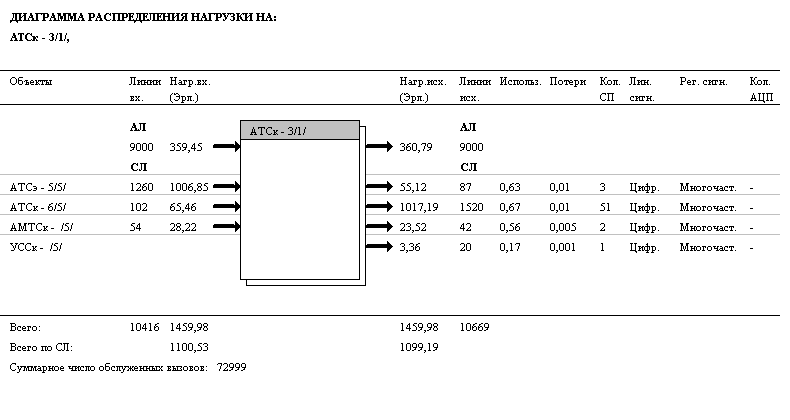 ДИАГРАММА РАСПРЕДЕЛЕНИЯ НАГРУЗКИ НА:
АТСк - 3/1/,
Объекты Линии вх. Нагр.вх. (Эрл.) Нагр.исх. (Эрл.) Линии исх. Использ. Потери Кол. СП Лин. сигн. Рег. сигн. Кол. АЦП
АЛ АТСк - 3/1/ АЛ
9000 359,45 360,79 9000
СЛ СЛ
АТСэ - 5/5/ 1260 1006,85 55,12 87 0,63 0,01 3 Цифр. Многочаст. -
АТСк - 6/5/ 102 65,46 1017,19 1520 0,67 0,01 51 Цифр. Многочаст. -
АМТСк - /5/ 54 28,22 23,52 42 0,56 0,005 2 Цифр. Многочаст. -
УССк - /5/ 3,36 20 0,17 0,001 1 Цифр. Многочаст. -
Всего: 10416 1459,98 1459,98 10669
Всего по СЛ: 1100,53 1099,19
Суммарное число обслуженных вызовов: 72999